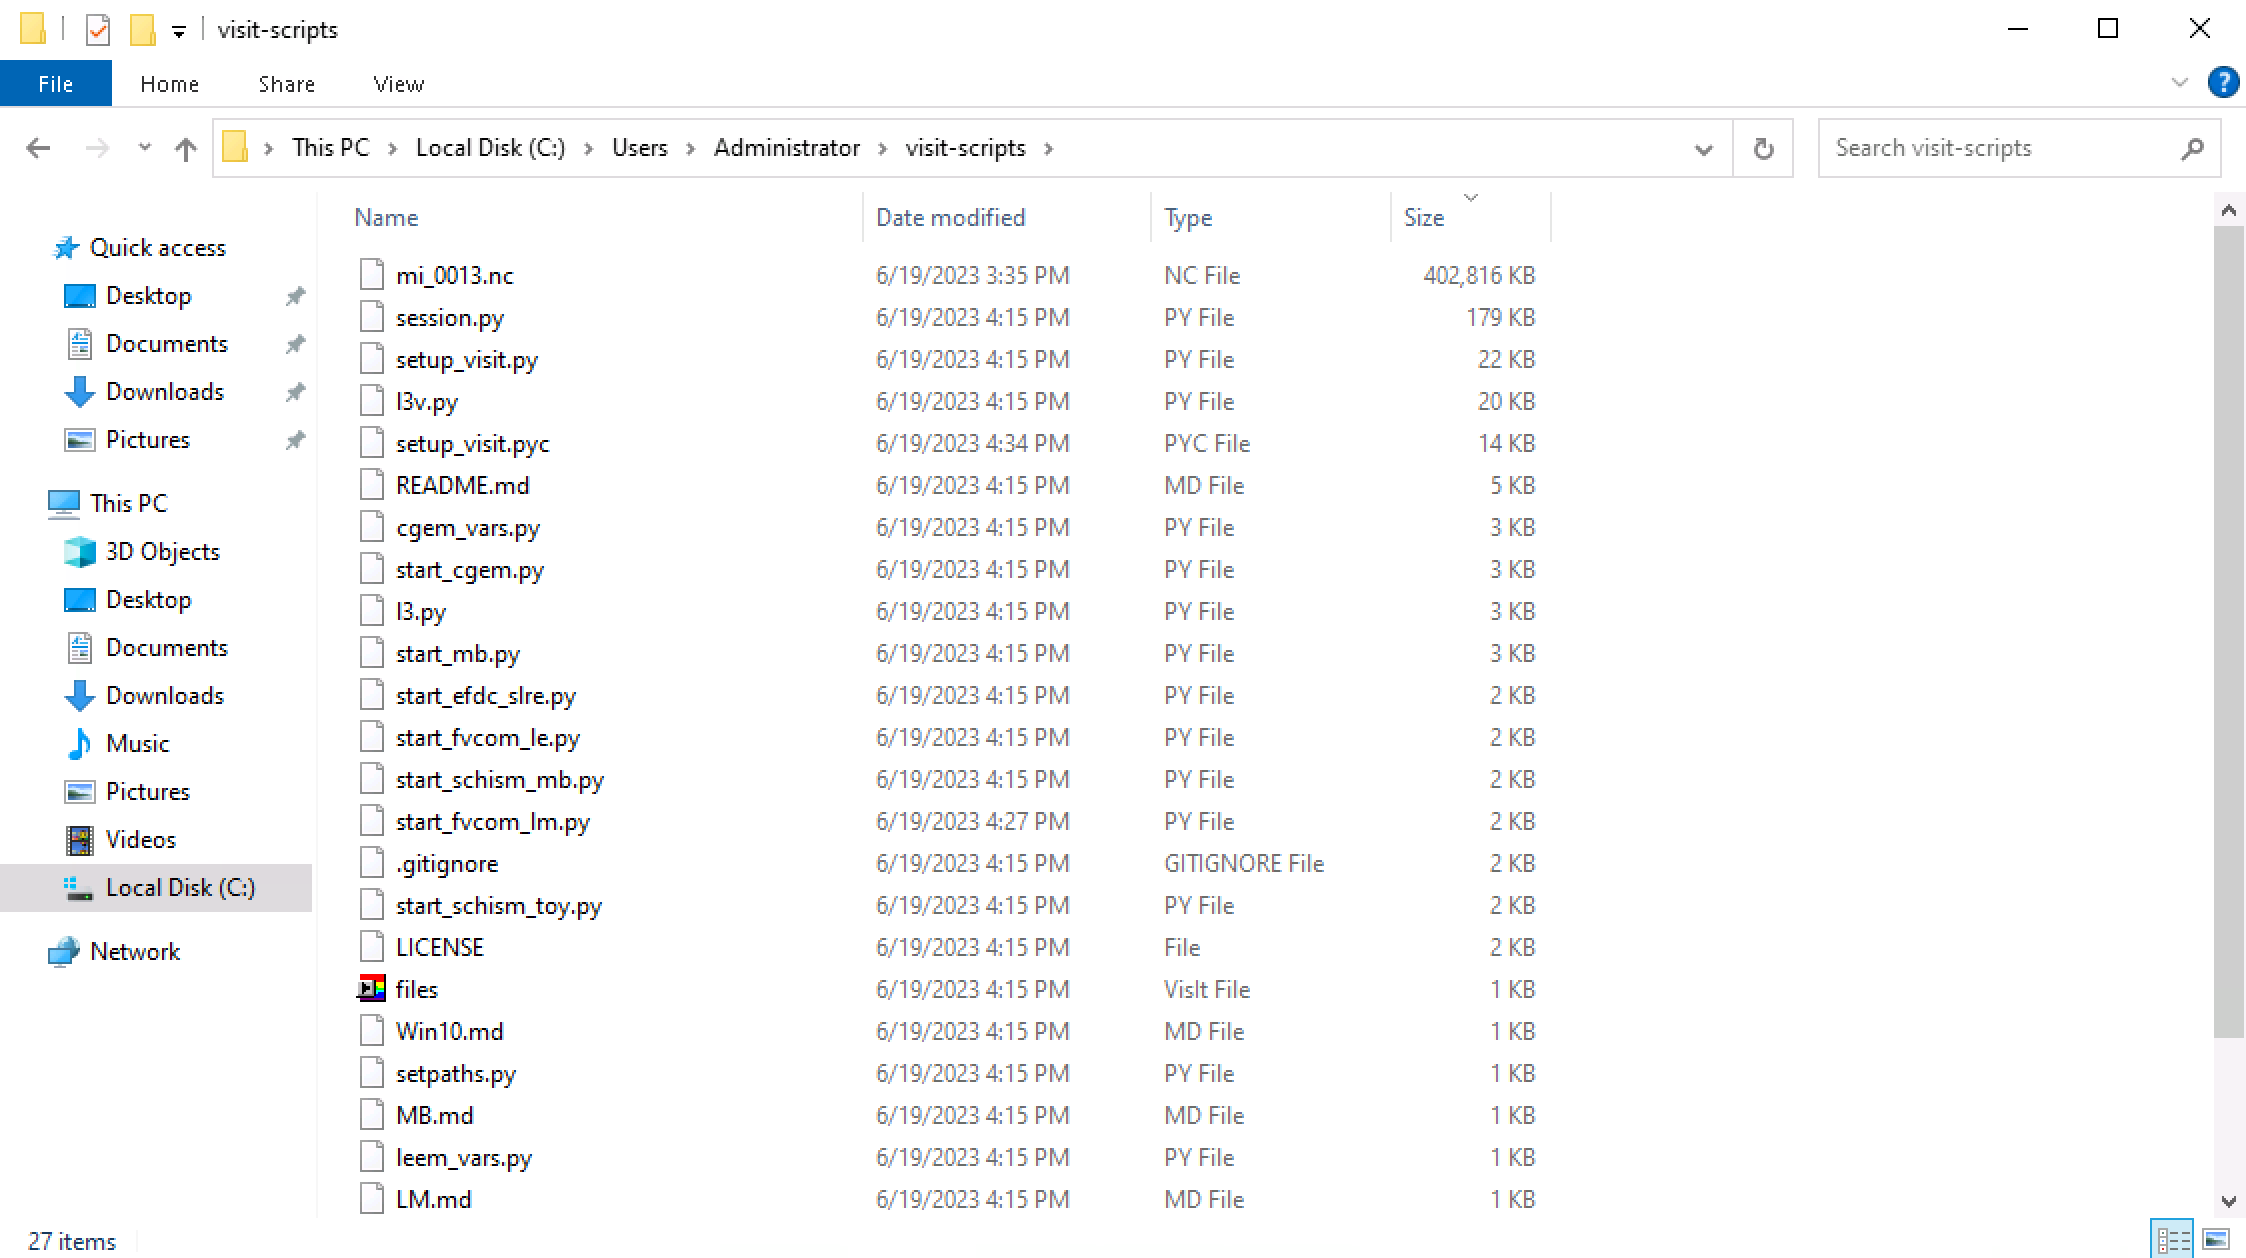 visit-scripts
File Home Share View
?
This PC Local Disk (C:) Users Administrator visit-scripts Search visit-scripts
Name Date modified Type Size
Quick access
Desktop
Documents
Downloads
Pictures
This PC
3D Objects
Desktop
Documents
Downloads
Music
Pictures
Videos
Local Disk (C:)
Network
mi_0013.nc 6/19/2023 3:35 PM NC File 402,816 KB
session.py 6/19/2023 4:15 PM PY File 179 KB
setup_visit.py 6/19/2023 4:15 PM PY File 22 KB
l3v.py 6/19/2023 4:15 PM PY File 20 KB
setup_visit.pyc 6/19/2023 4:34 PM PYC File 14 KB
README.md 6/19/2023 4:15 PM MD File 5 KB
cgem_vars.py 6/19/2023 4:15 PM PY File 3 KB
start_cgem.py 6/19/2023 4:15 PM PY File 3 KB
l3.py 6/19/2023 4:15 PM PY File 3 KB
start_mb.py 6/19/2023 4:15 PM PY File 3 KB
start_efdc_slre.py 6/19/2023 4:15 PM PY File 2 KB
start_fvcom_le.py 6/19/2023 4:15 PM PY File 2 KB
start_schism_mb.py 6/19/2023 4:15 PM PY File 2 KB
start_fvcom_lm.py 6/19/2023 4:27 PM PY File 2 KB
.gitignore 6/19/2023 4:15 PM GITIGNORE File 2 KB
start_schism_toy.py 6/19/2023 4:15 PM PY File 2 KB
LICENSE 6/19/2023 4:15 PM File 2 KB
files 6/19/2023 4:15 PM VisIt File 1 KB
Win10.md 6/19/2023 4:15 PM MD File 1 KB
setpaths.py 6/19/2023 4:15 PM PY File 1 KB
MB.md 6/19/2023 4:15 PM MD File 1 KB
leem_vars.py 6/19/2023 4:15 PM PY File 1 KB
LM.md 6/19/2023 4:15 PM MD File 1 KB
27 items